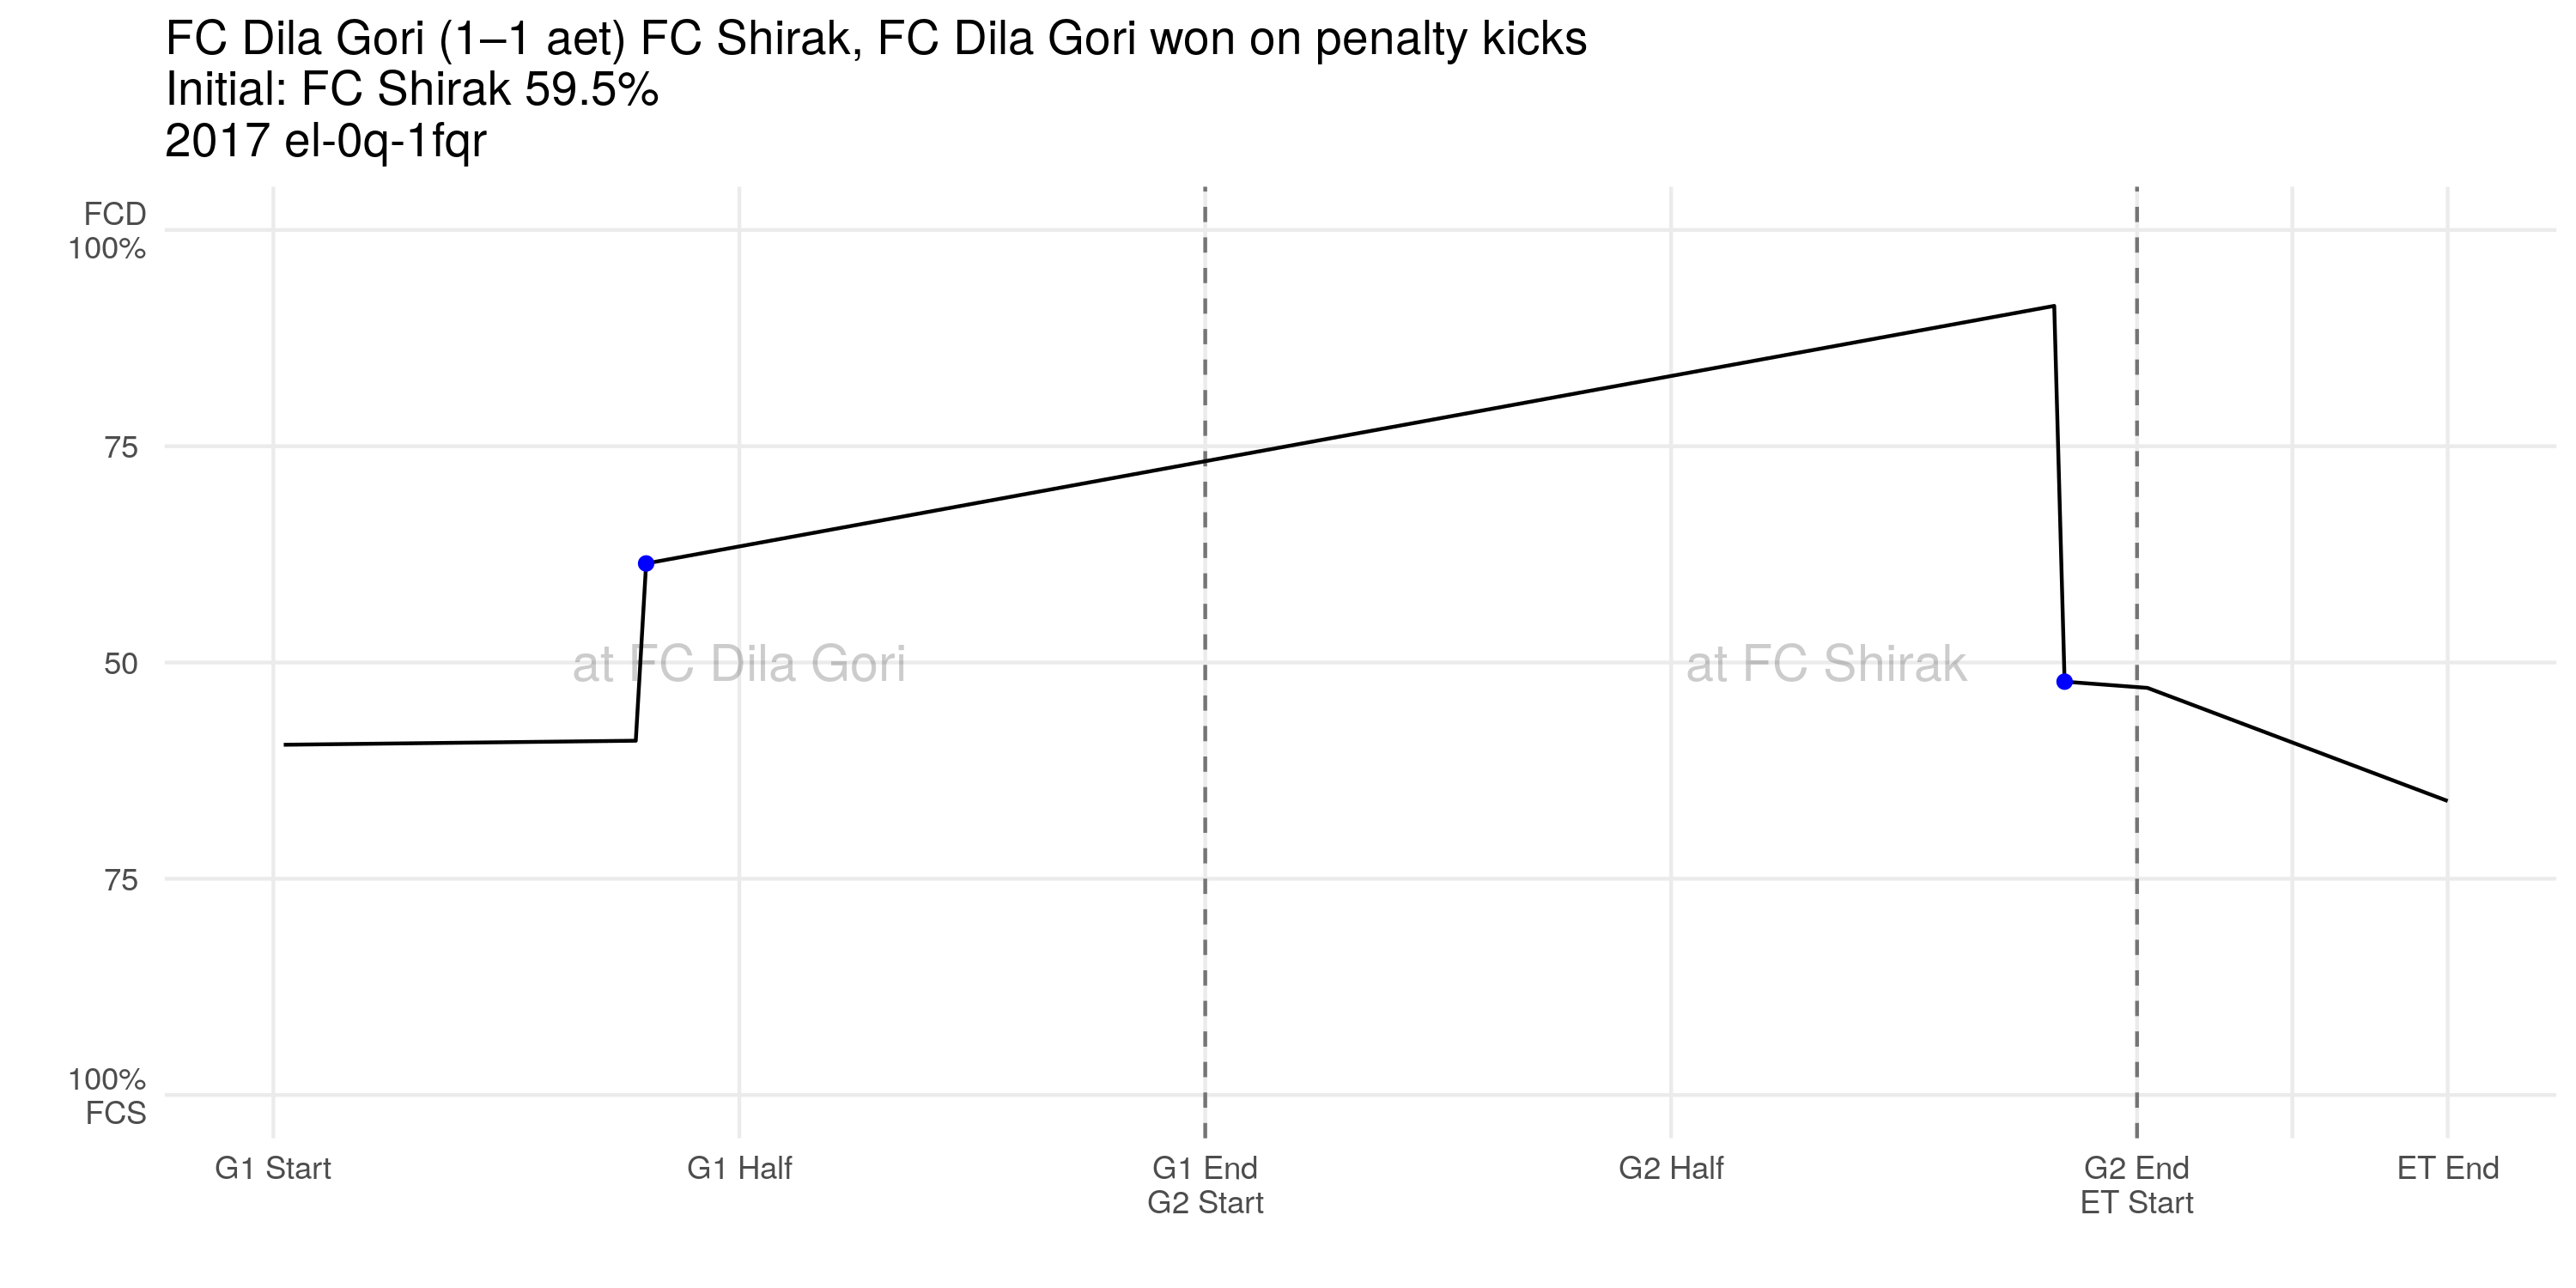 FC Dila Gori (1–1 aet) FC Shirak, FC Dila Gori won on penalty kicks
Initial: FC Shirak 59.5%
2017 el-0q-1fqr
FCD
100%
75
50
75
100%
FCS
at FC Dila Gori
at FC Shirak
G1 Start
G1 Half
G1 End
G2 Start
G2 Half
G2 End
ET Start
ET End